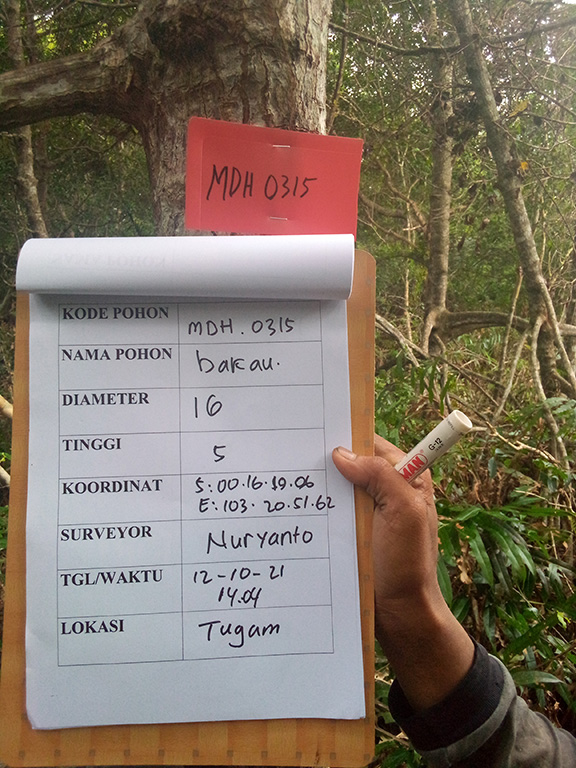 MDH 0315
KODE POHON MDH. 0315
NAMA POHON bakau.
DIAMETER 16
TINGGI 5
KOORDINAT S: 00.16.19.06
E: 103. 20.51.62
SURVEYOR Nuryanto
TGL/WAKTU 12-10-21
14.04
LOKASI Tugam
G-12